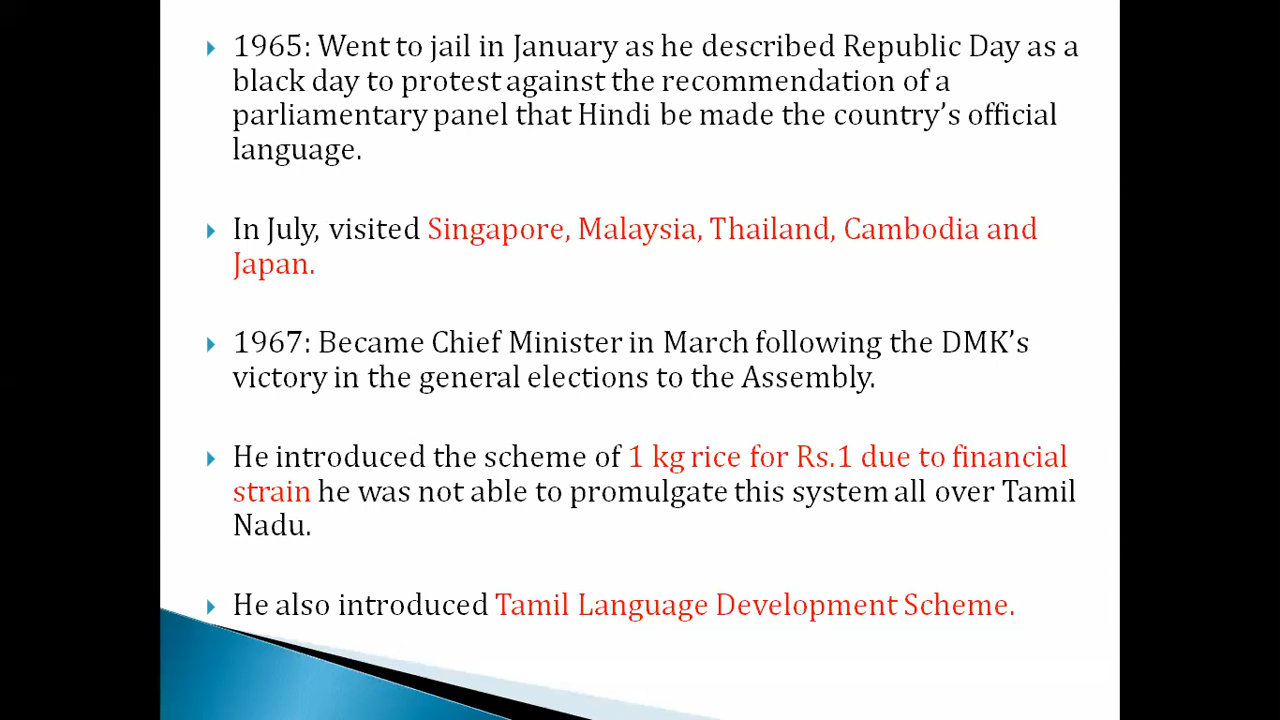 1965: Went to jail in January as he described Republic Day as a
black day to protest against the recommendation of a
parliamentary panel that Hindi be made the country’s official
language.
In July, visited Singapore, Malaysia, Thailand, Cambodia and
Japan.
1967: Became Chief Minister in March following the DMK’s
victory in the general elections to the Assembly.
He introduced the scheme of 1 kg rice for Rs.1 due to financial
strain he was not able to promulgate this system all over Tamil
Nadu.
He also introduced Tamil Language Development Scheme.